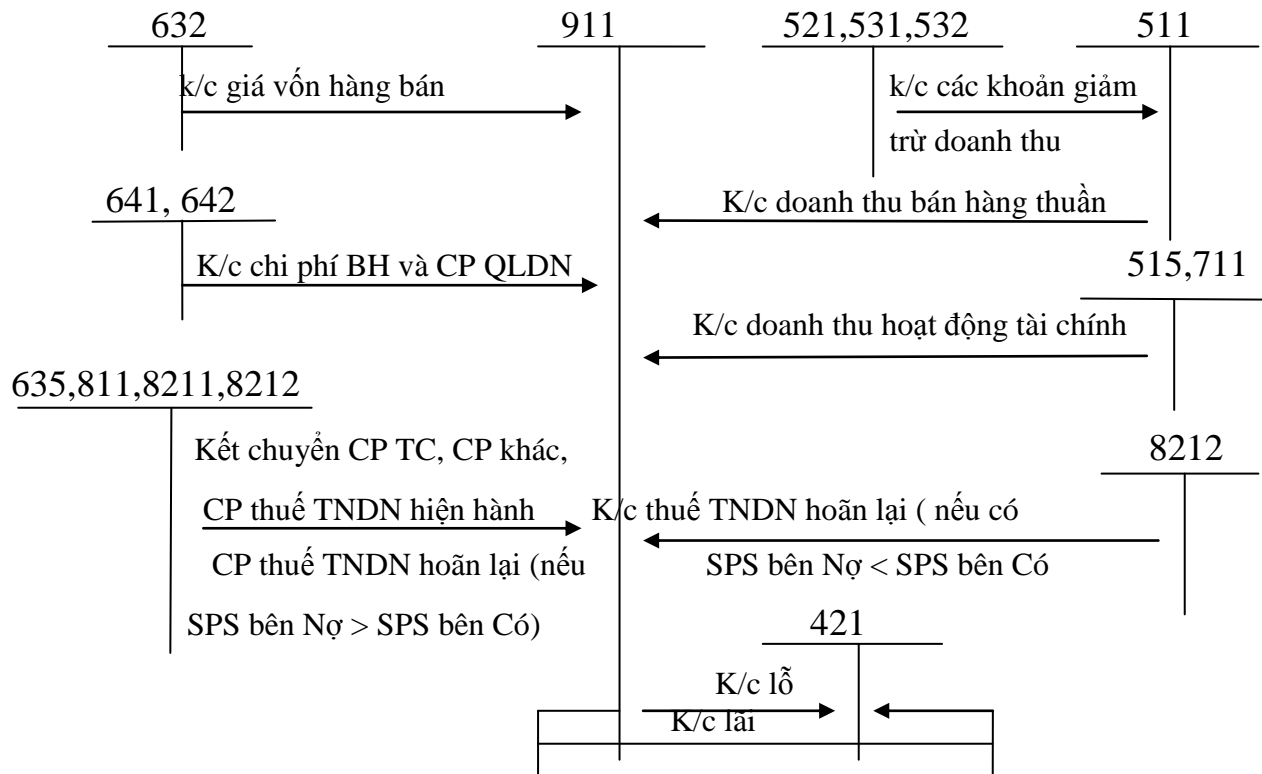 632
911
521,531,532
511
k/c giá vốn hàng bán
k/c các khoản giảm
trừ doanh thu
641, 642
K/c doanh thu bán hàng thuần
K/c chi phí BH và CP QLDN
515,711
K/c doanh thu hoạt động tài chính
635,811,8211,8212
Kết chuyển CP TC, CP khác,
CP thuế TNDN hiện hành
CP thuế TNDN hoãn lại (nếu
SPS bên Nợ > SPS bên Có)
8212
K/c thuế TNDN hoãn lại ( nếu có
SPS bên Nợ < SPS bên Có
421
K/c lỗ
K/c lãi